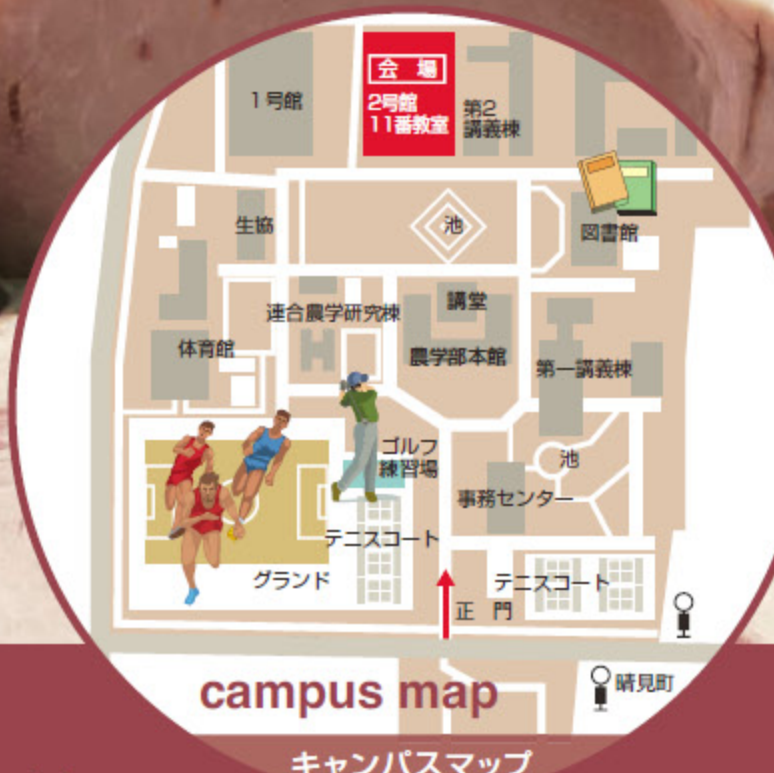 会 場
1号館
2号館
11番教室
第2
講義棟
生協
池
図書館
連合農学研究棟
講堂
体育館
農学部本館
第一講義棟
ゴルフ
練習場
池
事務センター
テニスコート
グランド
テニスコート
正 門
晴見町
campus map
キャンパスマップ